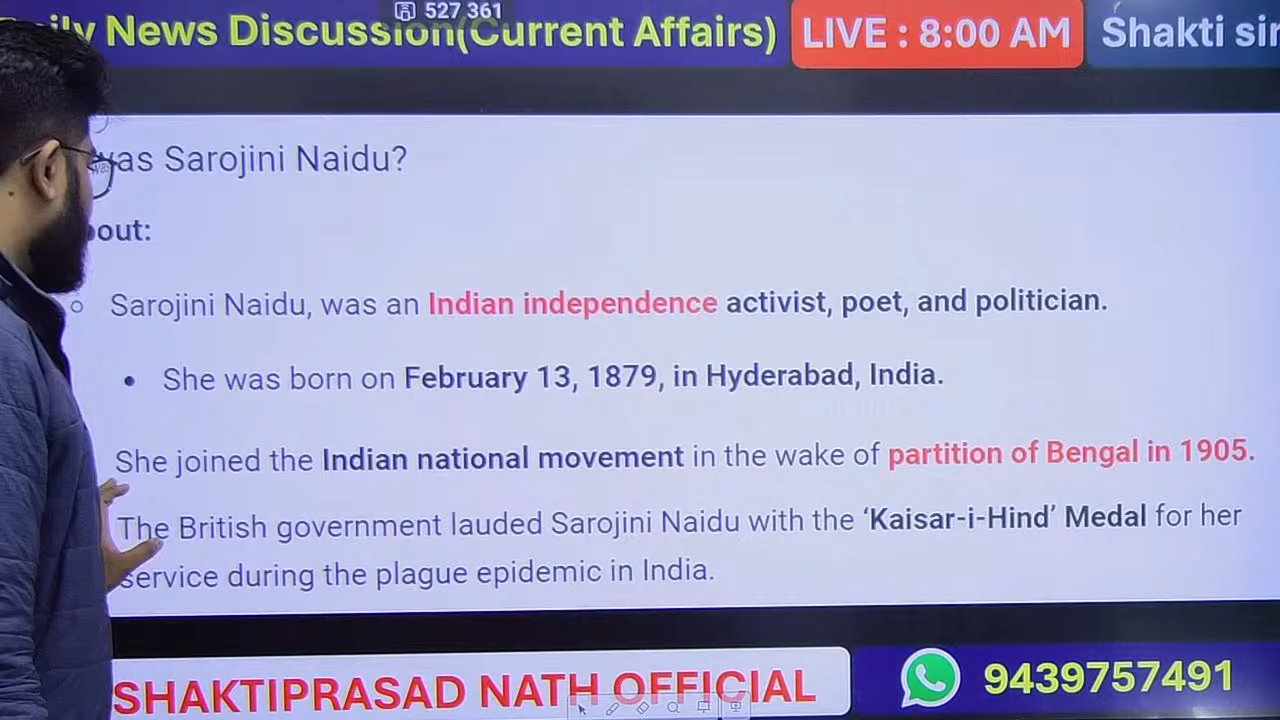 ily News Discussion(Current Affairs)
527 361
LIVE : 8:00 AM
Shakti sir
was Sarojini Naidu?
out:
Sarojini Naidu, was an Indian independence activist, poet, and politician.
She was born on February 13, 1879, in Hyderabad, India.
She joined the Indian national movement in the wake of partition of Bengal in 1905.
The British government lauded Sarojini Naidu with the ‘Kaisar-i-Hind’ Medal for her
service during the plague epidemic in India.
SHAKTIPRASAD NATH OFFICIAL
9439757491